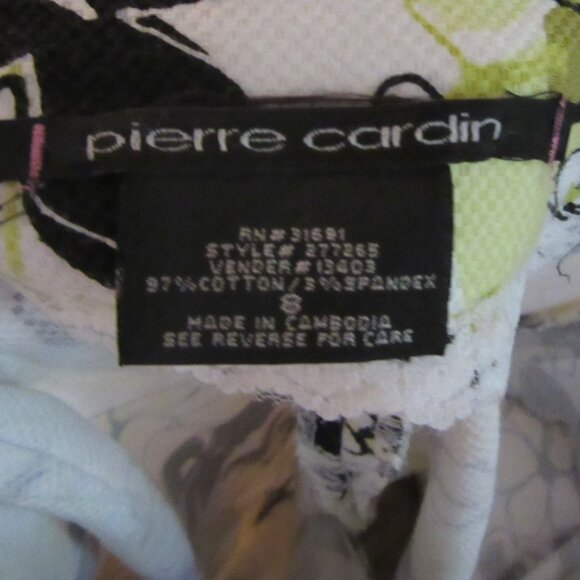 pierre cardin
RN# 31691
STYLE# 277265
VENDER# 13403
97% COTTON / 3% SPANDEX
8
MADE IN CAMBODIA
SEE REVERSE FOR CARE